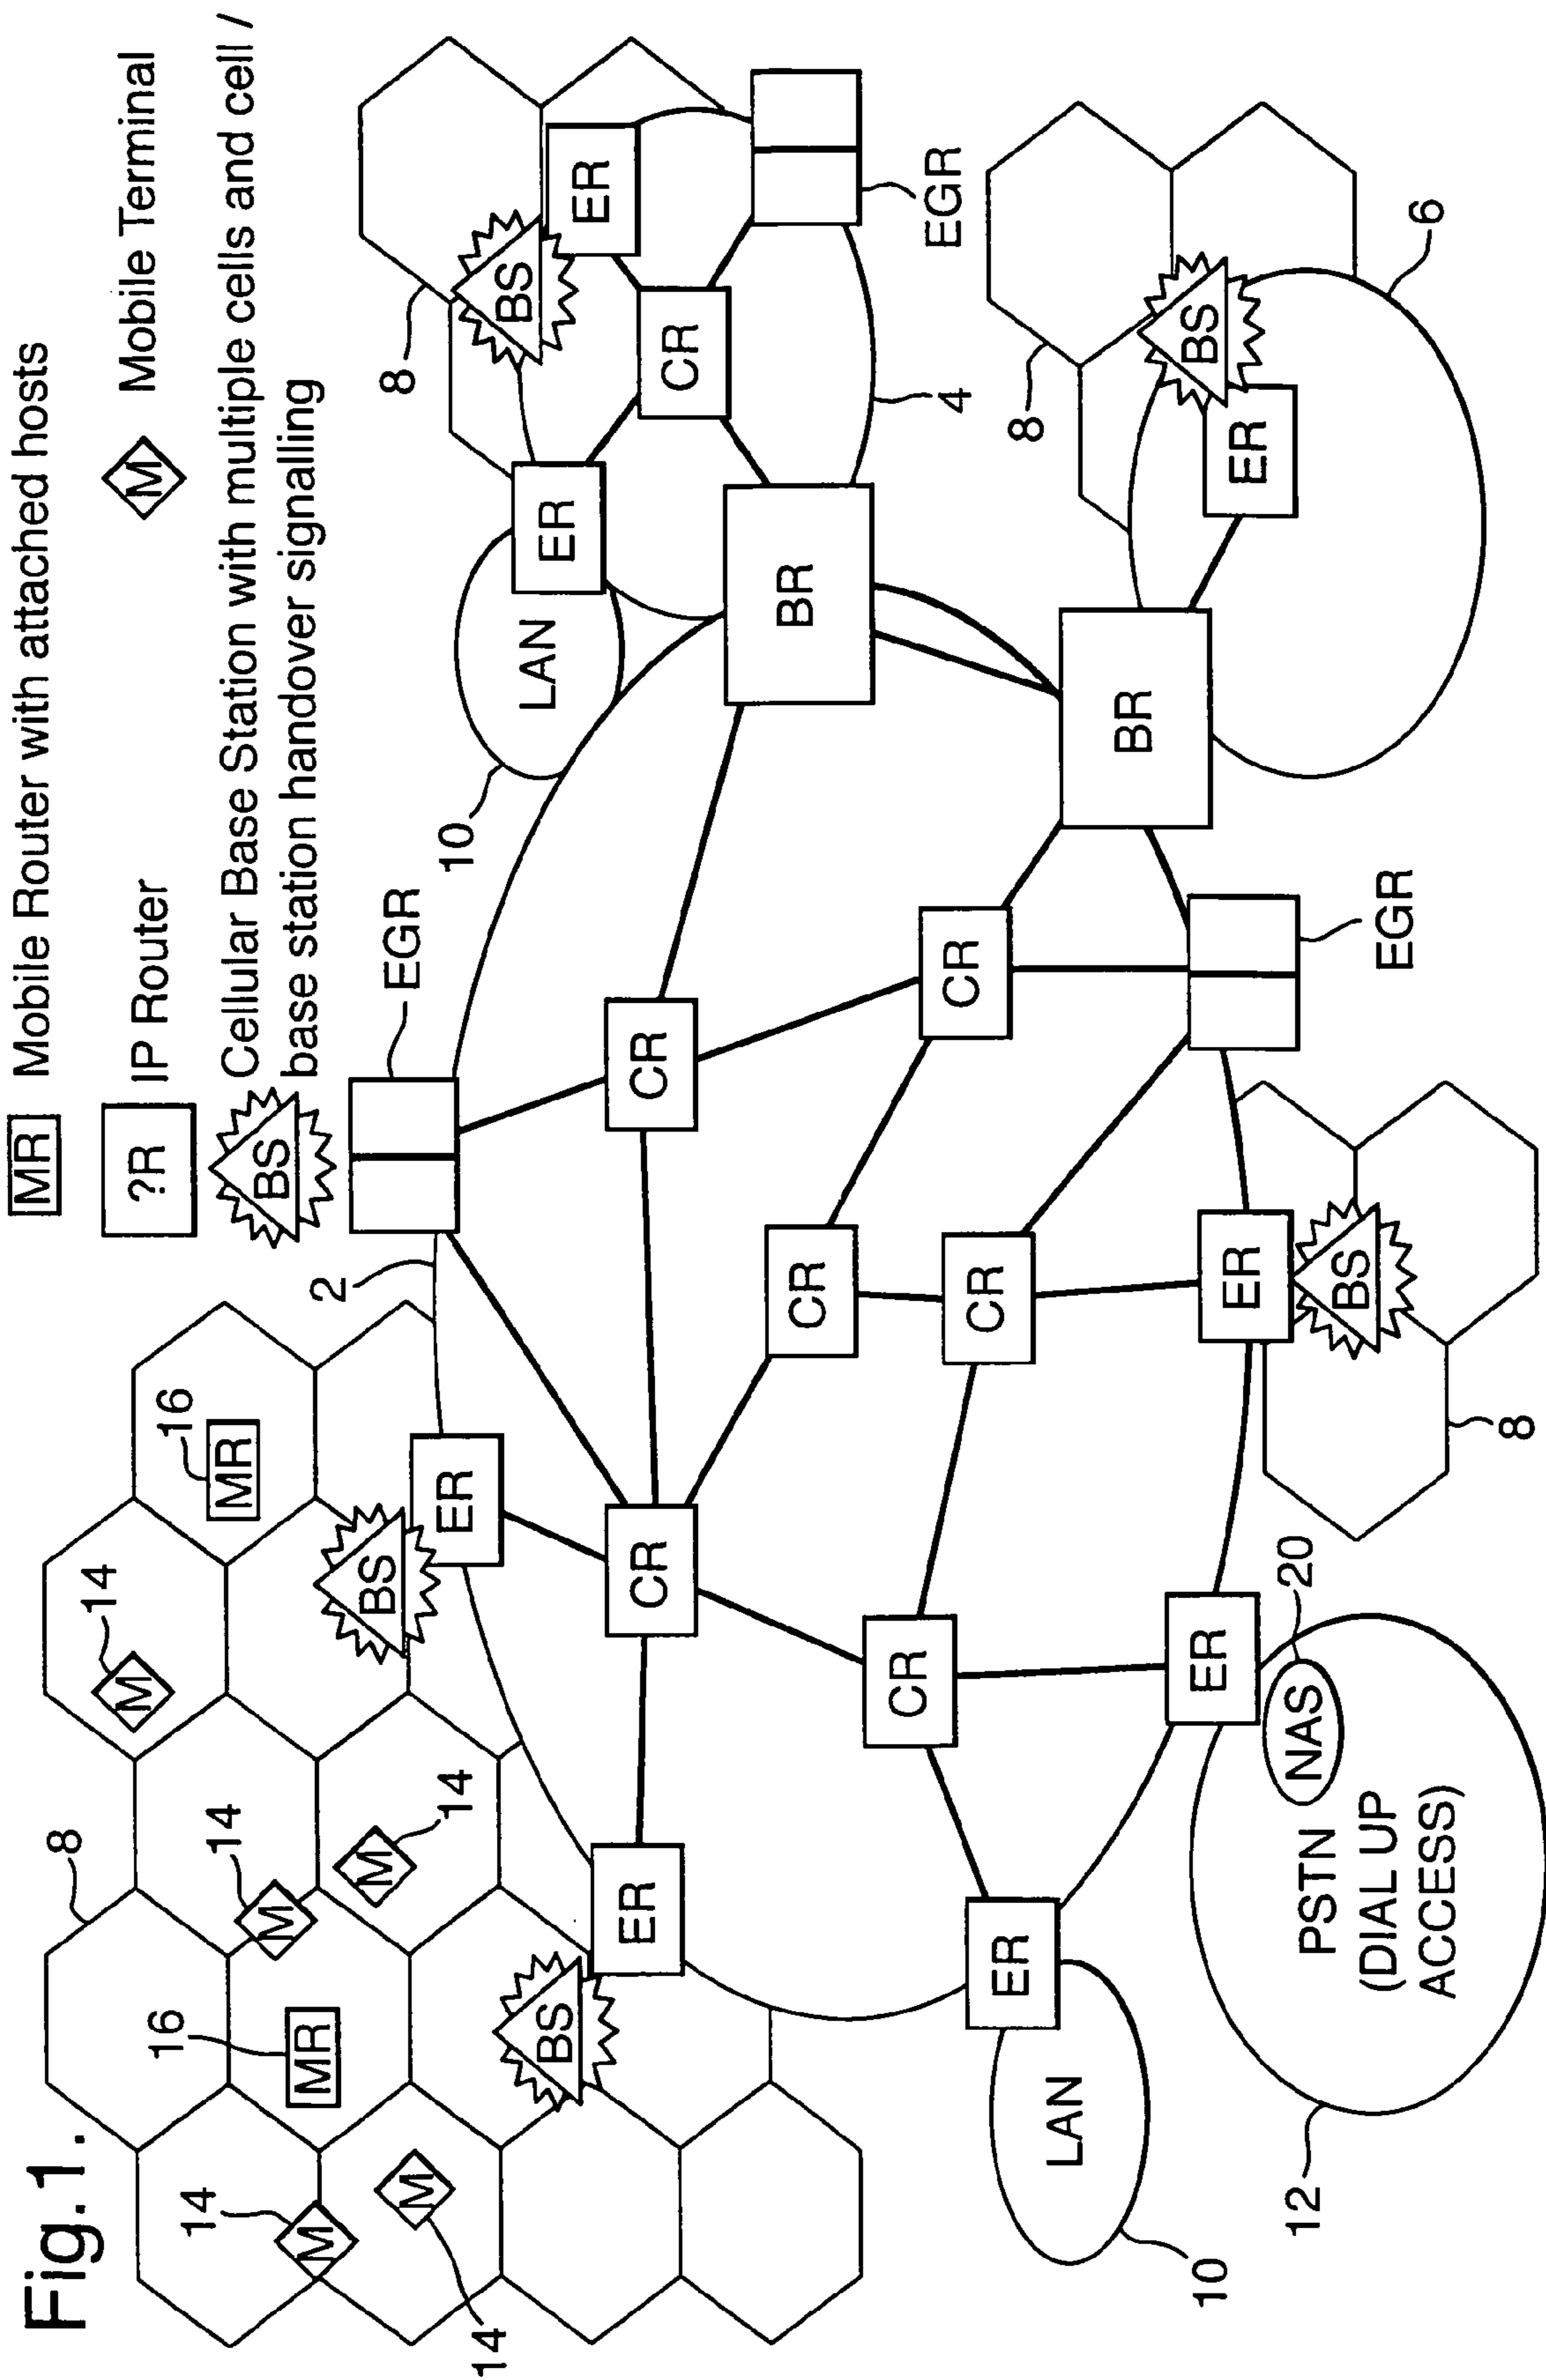 Fig.1.
MR Mobile Router with attached hosts
?R IP Router
M Mobile Terminal
BS Cellular Base Station with multiple cells and cell /
base station handover signalling
8
14
M
16
14
16
MR
14
M
14
M
MR
M
2
EGR
8
14
M
M
14
BS
10
14
ER
BS
ER
BS
LAN
ER
ER
CR
CR
CR
BR
CR
EGR
4
CR
CR
CR
CR
8
ER
LAN
BR
BS
10
ER
ER
ER
20
NAS
BS
12
PSTN
(DIAL UP
ACCESS)
EGR
6
8